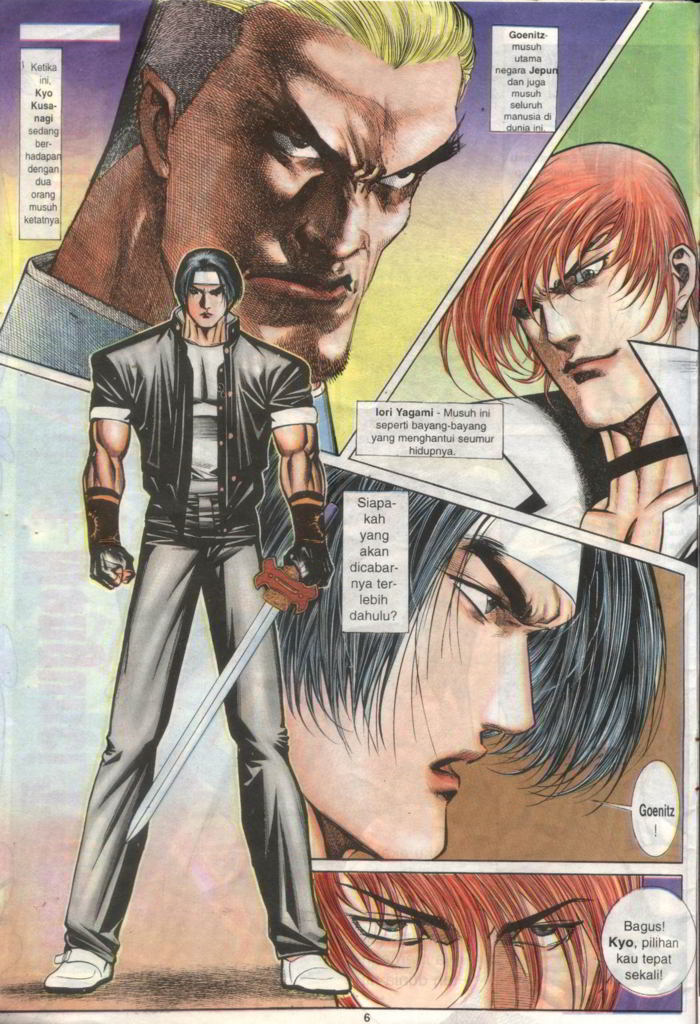 Ketika
ini,
Kyo
Kusa-
nagi
sedang
ber-
hadapan
dengan
dua
orang
musuh
ketatnya
Goenitz-
musuh
utama
negara Jepun
dan juga
musuh
seluruh
manusia di
dunia ini.
Iori Yagami - Musuh ini
seperti bayang-bayang
yang menghantui seumur
hidupnya.
Siapa-
kah
yang
akan
dicabar-
nya ter-
lebih
dahulu?
Goenitz
!
Bagus!
Kyo, pilihan
kau tepat
sekali!
6